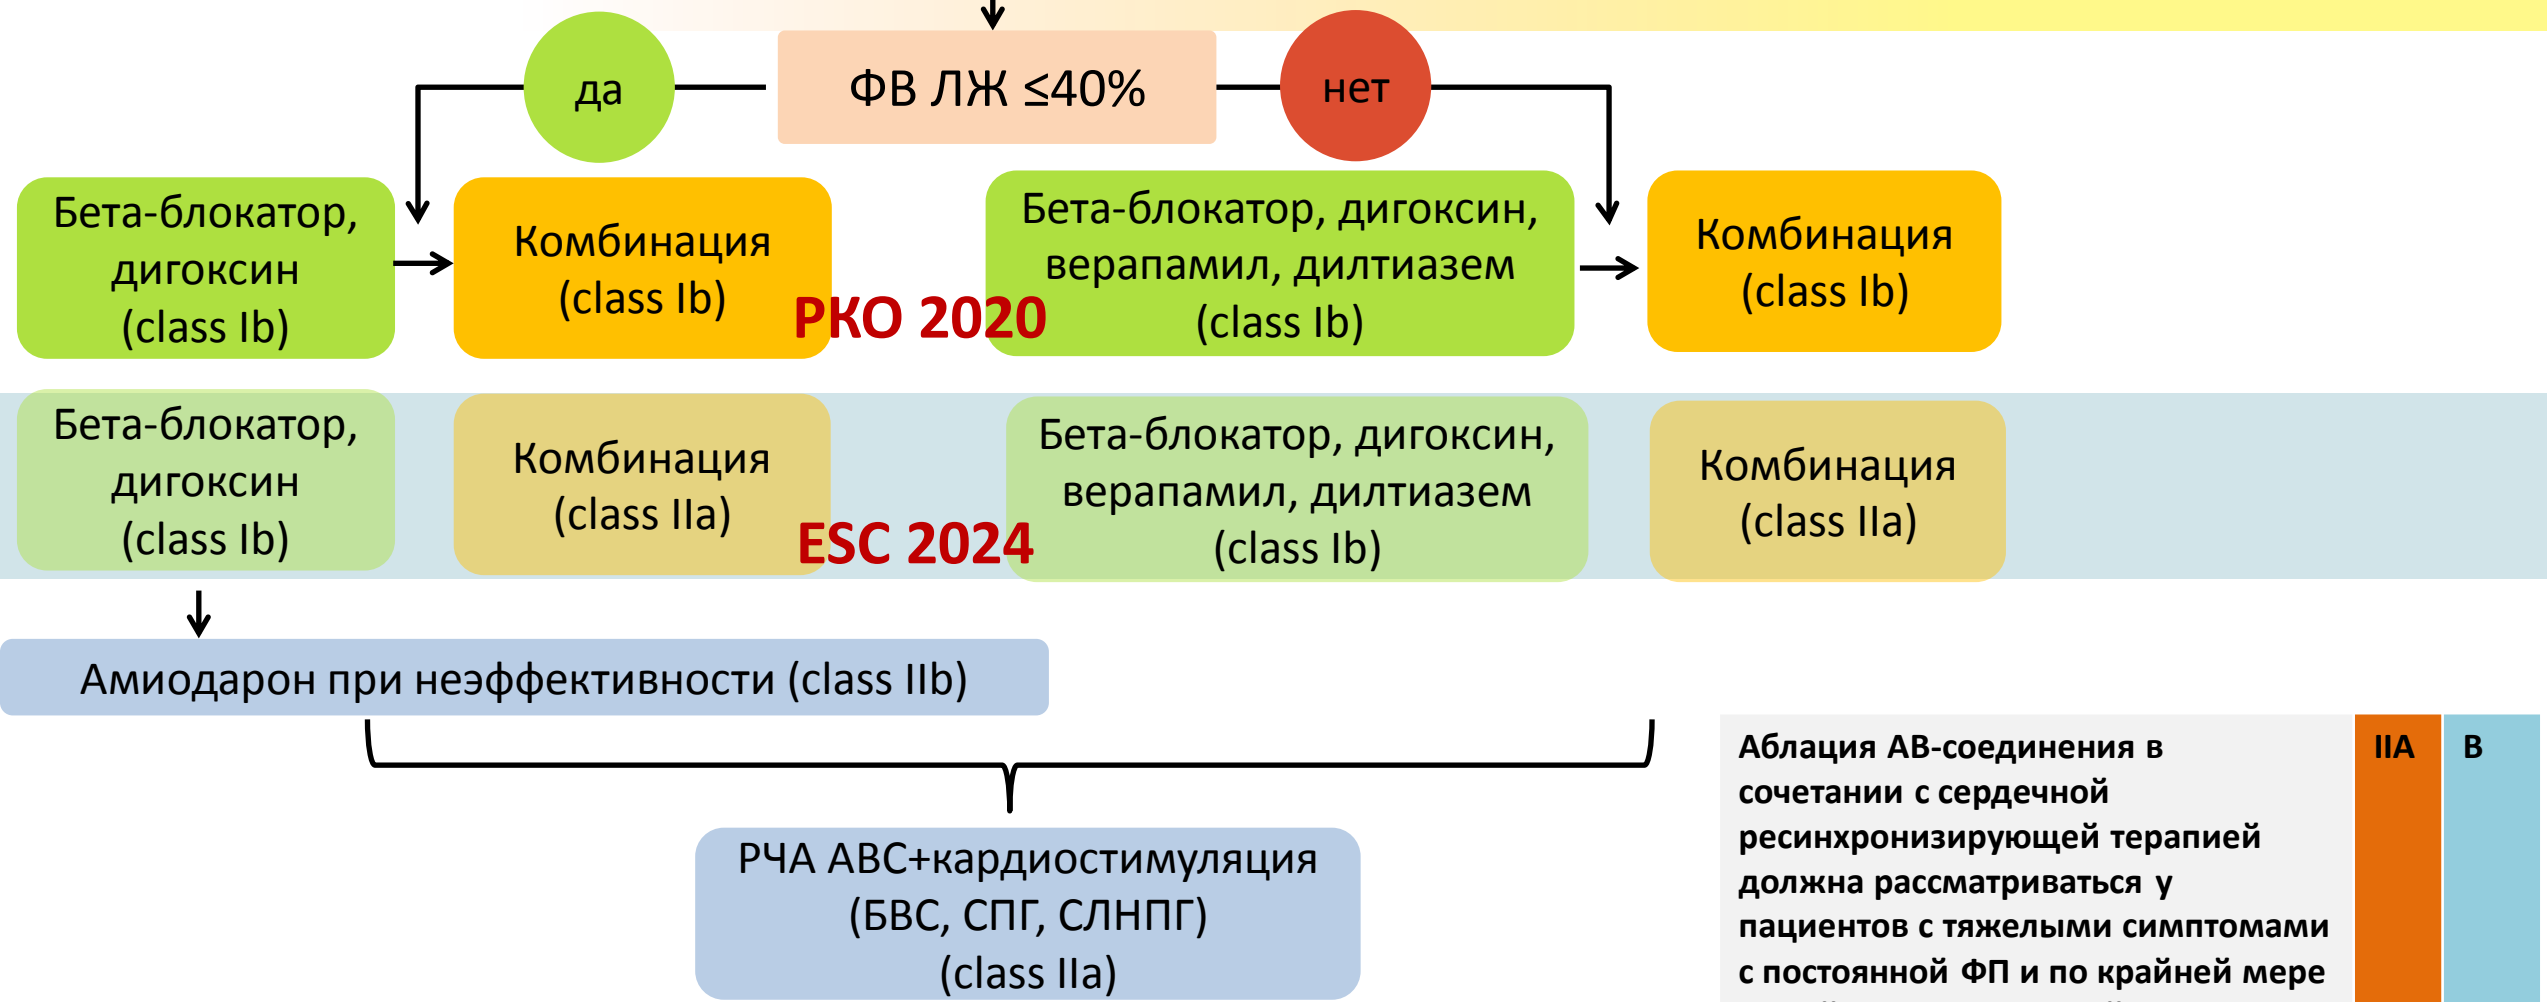 да
ФВ ЛЖ ≤40%
нет
Бета-блокатор,
дигоксин
(class Ib)
Комбинация
(class Ib)
РКО 2020
Бета-блокатор, дигоксин,
верапамил, дилтиазем
(class Ib)
Комбинация
(class Ib)
Бета-блокатор,
дигоксин
(class Ib)
Комбинация
(class IIa)
ESC 2024
Бета-блокатор, дигоксин,
верапамил, дилтиазем
(class Ib)
Комбинация
(class IIa)
Амиодарон при неэффективности (class IIb)
РЧА АВС+кардиостимуляция
(БВС, СПГ, СЛНПГ)
(class IIa)
Аблация АВ-соединения в
сочетании с сердечной
ресинхронизирующей терапией
должна рассматриваться у
пациентов с тяжелыми симптомами
с постоянной ФП и по крайней мере
IIA
B